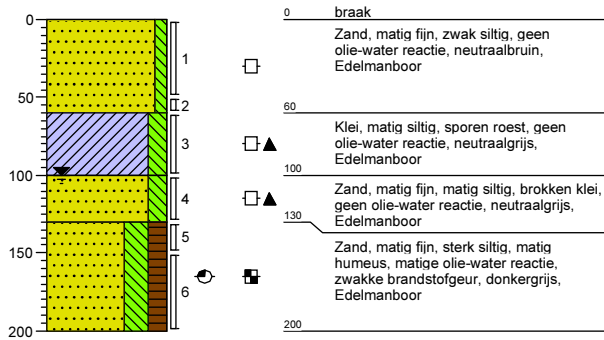 0
50
100
150
200
1
2
3
4
5
6
0 braak
Zand, matig fijn, zwak siltig, geen
olie-water reactie, neutraalbruin,
Edelmanboor
60
Klei, matig siltig, sporen roest, geen
olie-water reactie, neutraalgrijs,
Edelmanboor
100
Zand, matig fijn, matig siltig, brokken klei,
geen olie-water reactie, neutraalgrijs,
Edelmanboor
130
Zand, matig fijn, sterk siltig, matig
humeus, matige olie-water reactie,
zwakke brandstofgeur, donkergrijs,
Edelmanboor
200